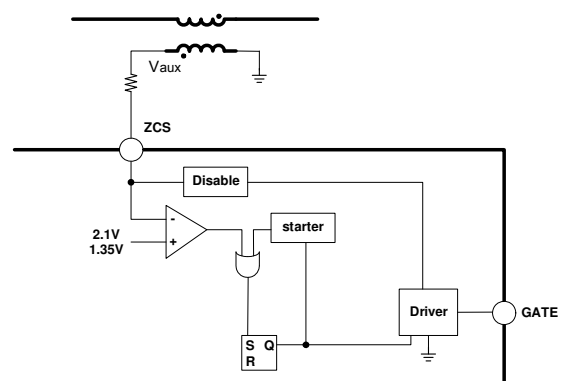 Vaux
ZCS
Disable
-
2.1V
1.35V
+
starter
Driver
GATE
S Q
R